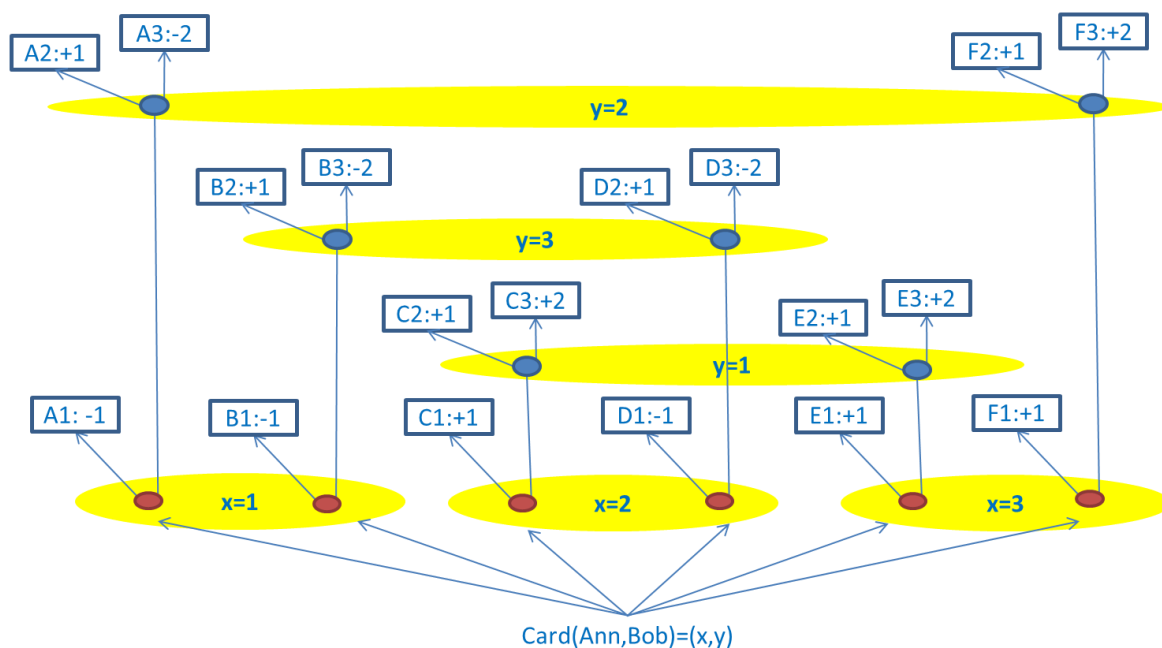 A3:-2
F3:+2
A2:+1
F2:+1
y=2
B3:-2
D3:-2
B2:+1
D2:+1
y=3
C3:+2
E3:+2
C2:+1
E2:+1
y=1
A1: -1
B1:-1
C1:+1
D1:-1
E1:+1
F1:+1
x=1
x=2
x=3
Card(Ann,Bob)=(x,y)